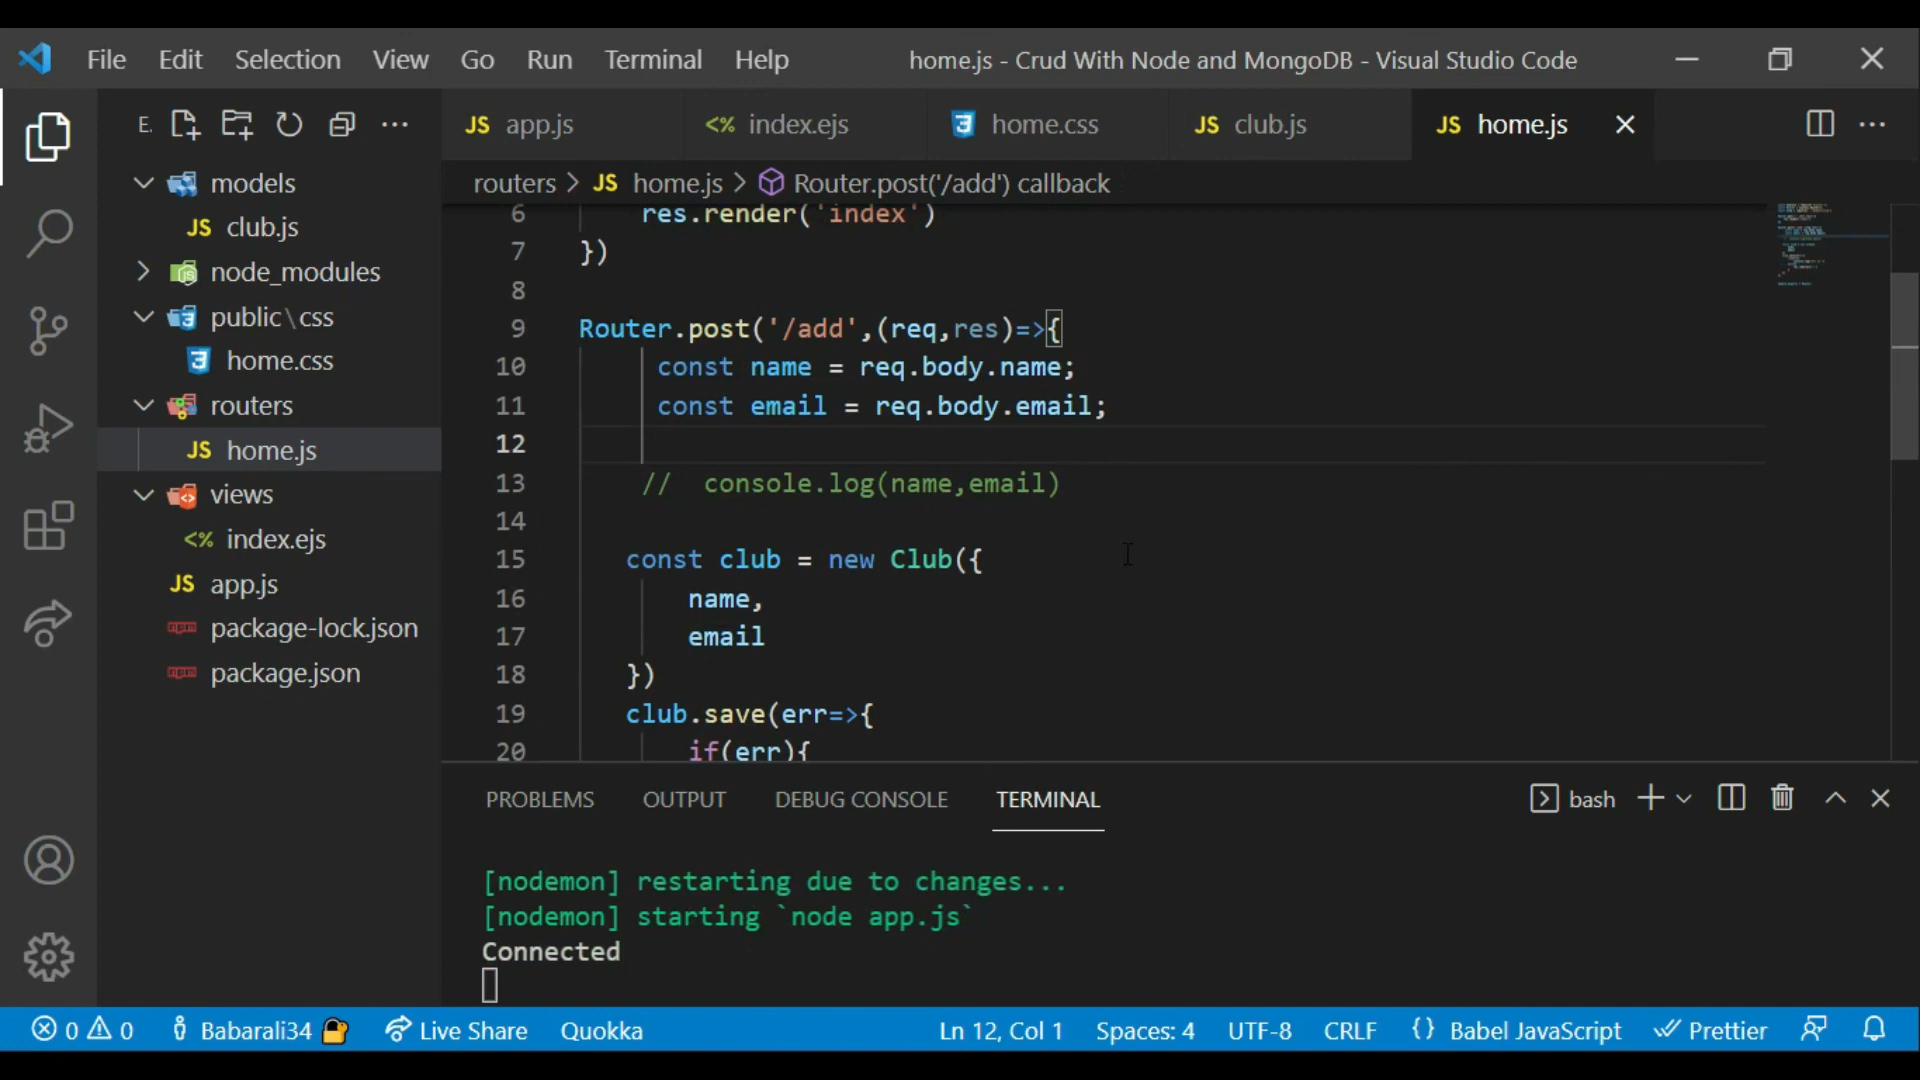 File Edit Selection View Go Run Terminal Help home.js - Crud With Node and MongoDB - Visual Studio Code
E.
models
JS club.js
node_modules
public\css
home.css
routers
JS home.js
views
<% index.ejs
JS app.js
package-lock.json
package.json
JS app.js <% index.ejs home.css JS club.js JS home.js
routers > JS home.js > Router.post('/add') callback
6 res.render('index')
7 })
8
9 Router.post('/add',(req,res)=>{
10 const name = req.body.name;
11 const email = req.body.email;
12
13 // console.log(name,email)
14
15 const club = new Club({
16 name,
17 email
18 })
19 club.save(err=>{
20 if(err){
PROBLEMS OUTPUT DEBUG CONSOLE TERMINAL bash
[nodemon] restarting due to changes...
[nodemon] starting `node app.js`
Connected
0 0 Babarali34 Live Share Quokka Ln 12, Col 1 Spaces: 4 UTF-8 CRLF {} Babel JavaScript Prettier